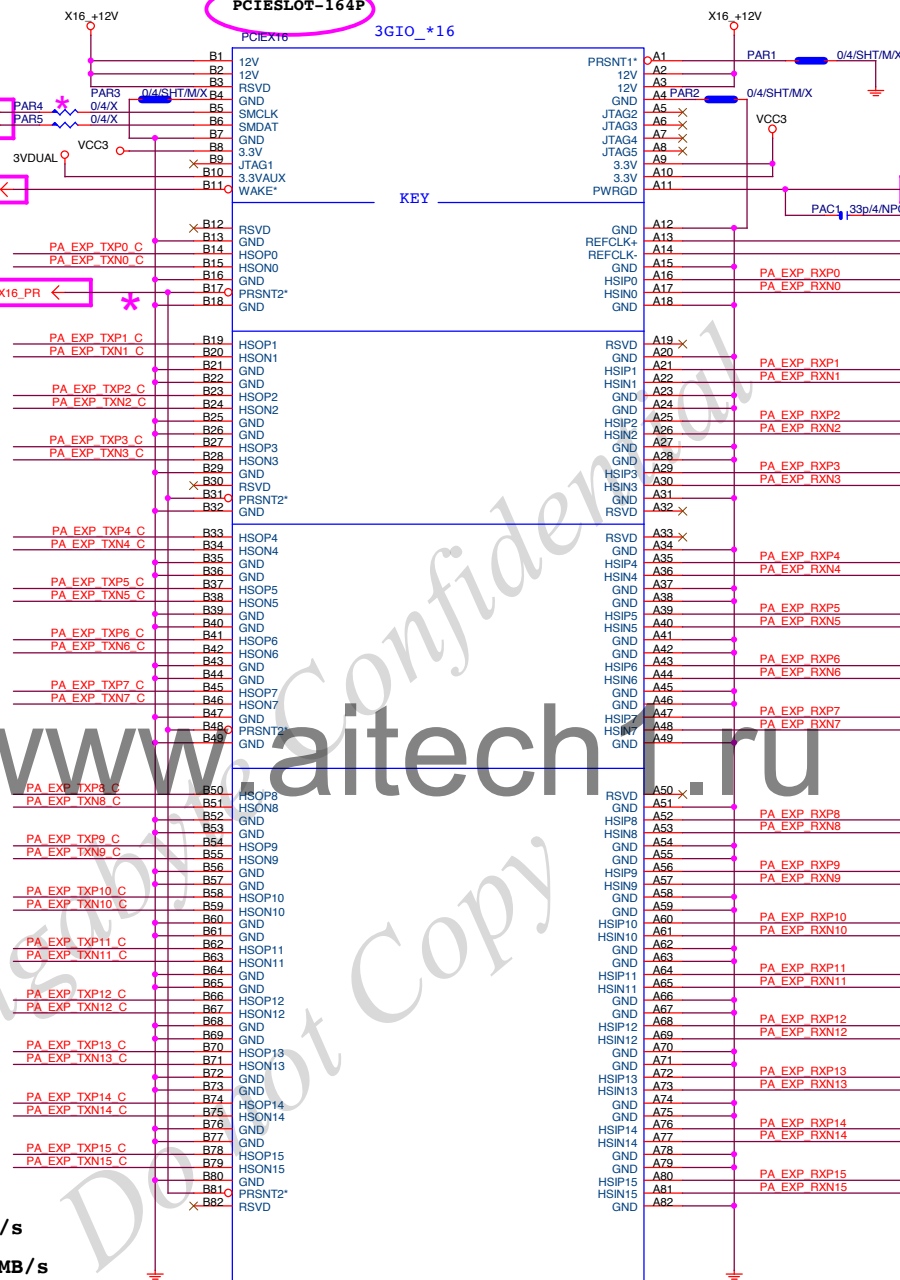 PCIESLOT-164P
X16_+12V
3GIO_*16
X16_+12V
PCIEX16
B1 12V PRSNT1* A1 PAR1 0/4/SHT/M/X
B2 12V 12V A2
B3 RSVD 12V A3
PAR3 0/4/SHT/M/X B4 GND GND A4 PAR2 0/4/SHT/M/X
PAR4 * 0/4/X B5 SMCLK JTAG2 A5
PAR5 0/4/X B6 SMDAT JTAG3 A6
B7 GND JTAG4 A7 VCC3
VCC3 B8 3.3V JTAG5 A8
3VDUAL B9 JTAG1 3.3V A9
B10 3.3VAUX 3.3V A10
B11 WAKE* PWRGD A11
KEY
PAC1 33p/4/NPO
B12 RSVD GND A12
B13 GND REFCLK+ A13
PA_EXP_TXP0_C B14 HSOP0 REFCLK- A14
PA_EXP_TXN0_C B15 HSON0 GND A15
B16 GND HSIP0 A16 PA_EXP_RXP0
X16_PR * B17 PRSNT2* HSIN0 A17 PA_EXP_RXN0
B18 GND GND A18
PA_EXP_TXP1_C B19 HSOP1 RSVD A19
PA_EXP_TXN1_C B20 HSON1 GND A20
B21 GND HSIP1 A21 PA_EXP_RXP1
B22 GND HSIN1 A22 PA_EXP_RXN1
PA_EXP_TXP2_C B23 HSOP2 GND A23
PA_EXP_TXN2_C B24 HSON2 GND A24
B25 GND HSIP2 A25 PA_EXP_RXP2
B26 GND HSIN2 A26 PA_EXP_RXN2
PA_EXP_TXP3_C B27 HSOP3 GND A27
PA_EXP_TXN3_C B28 HSON3 GND A28
B29 GND HSIP3 A29 PA_EXP_RXP3
B30 RSVD HSIN3 A30 PA_EXP_RXN3
B31 PRSNT2* GND A31
B32 GND RSVD A32
PA_EXP_TXP4_C B33 HSOP4 RSVD A33
PA_EXP_TXN4_C B34 HSON4 GND A34
B35 GND HSIP4 A35 PA_EXP_RXP4
B36 GND HSIN4 A36 PA_EXP_RXN4
PA_EXP_TXP5_C B37 HSOP5 GND A37
PA_EXP_TXN5_C B38 HSON5 GND A38
B39 GND HSIP5 A39 PA_EXP_RXP5
B40 GND HSIN5 A40 PA_EXP_RXN5
PA_EXP_TXP6_C B41 HSOP6 GND A41
PA_EXP_TXN6_C B42 HSON6 GND A42
B43 GND HSIP6 A43 PA_EXP_RXP6
B44 GND HSIN6 A44 PA_EXP_RXN6
PA_EXP_TXP7_C B45 HSOP7 GND A45
PA_EXP_TXN7_C B46 HSON7 GND A46
B47 GND HSIP7 A47 PA_EXP_RXP7
B48 PRSNT2* HSIN7 A48 PA_EXP_RXN7
B49 GND GND A49
www.aitech1.ru
PA_EXP_TXP8_C B50 HSOP8 RSVD A50
PA_EXP_TXN8_C B51 HSON8 GND A51
B52 GND HSIP8 A52 PA_EXP_RXP8
B53 GND HSIN8 A53 PA_EXP_RXN8
PA_EXP_TXP9_C B54 HSOP9 GND A54
PA_EXP_TXN9_C B55 HSON9 GND A55
B56 GND HSIP9 A56 PA_EXP_RXP9
B57 GND HSIN9 A57 PA_EXP_RXN9
PA_EXP_TXP10_C B58 HSOP10 GND A58
PA_EXP_TXN10_C B59 HSON10 GND A59
B60 GND HSIP10 A60 PA_EXP_RXP10
B61 GND HSIN10 A61 PA_EXP_RXN10
PA_EXP_TXP11_C B62 HSOP11 GND A62
PA_EXP_TXN11_C B63 HSON11 GND A63
B64 GND HSIP11 A64 PA_EXP_RXP11
B65 GND HSIN11 A65 PA_EXP_RXN11
PA_EXP_TXP12_C B66 HSOP12 GND A66
PA_EXP_TXN12_C B67 HSON12 GND A67
B68 GND HSIP12 A68 PA_EXP_RXP12
B69 GND HSIN12 A69 PA_EXP_RXN12
PA_EXP_TXP13_C B70 HSOP13 GND A70
PA_EXP_TXN13_C B71 HSON13 GND A71
B72 GND HSIP13 A72 PA_EXP_RXP13
B73 GND HSIN13 A73 PA_EXP_RXN13
PA_EXP_TXP14_C B74 HSOP14 GND A74
PA_EXP_TXN14_C B75 HSON14 GND A75
B76 GND HSIP14 A76 PA_EXP_RXP14
B77 GND HSIN14 A77 PA_EXP_RXN14
PA_EXP_TXP15_C B78 HSOP15 GND A78
PA_EXP_TXN15_C B79 HSON15 GND A79
B80 GND HSIP15 A80 PA_EXP_RXP15
B81 PRSNT2* HSIN15 A81 PA_EXP_RXN15
B82 RSVD GND A82
/s
MB/s
gabyte Confidential
Do not Copy